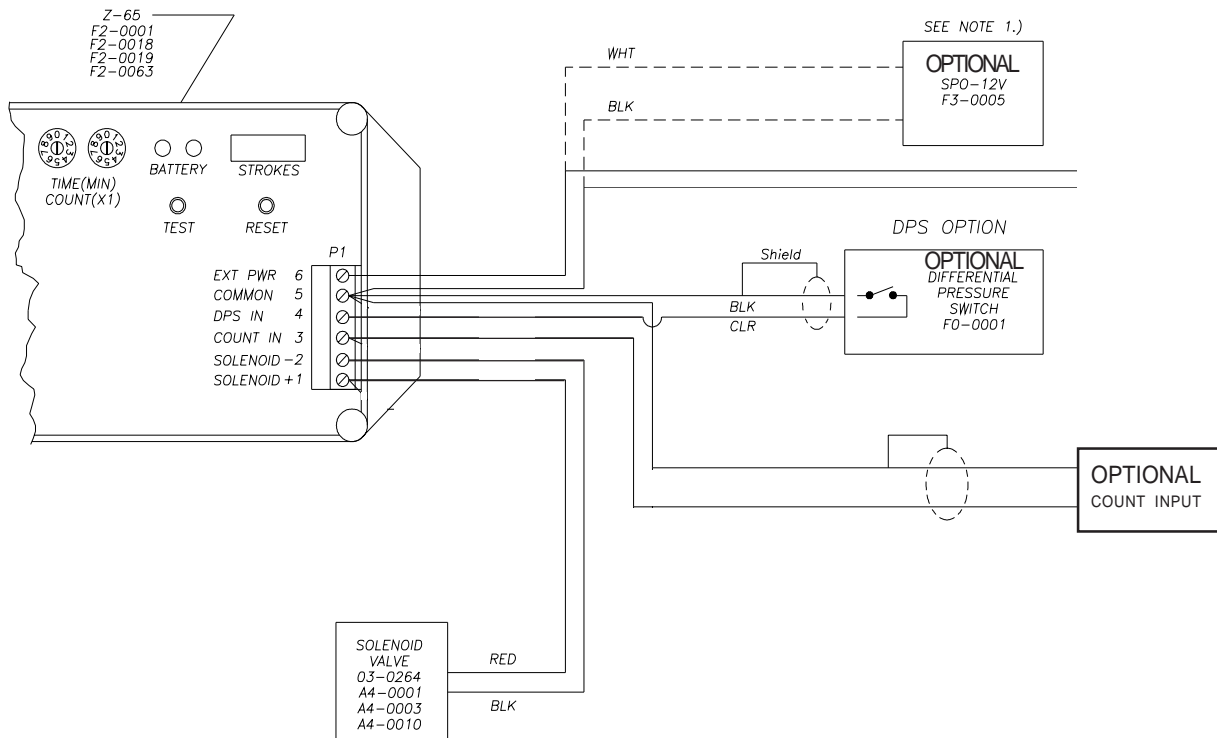 Z-65
F2-0001
F2-0018
F2-0019
F2-0063
SEE NOTE 1.)
OPTIONAL
SPO-12V
F3-0005
WHT
BLK
0123456789
0123456789
TIME(MIN)
COUNT(X1)
BATTERY
STROKES
TEST
RESET
P1
EXT PWR 6
COMMON 5
DPS IN 4
COUNT IN 3
SOLENOID -2
SOLENOID +1
DPS OPTION
Shield
BLK
CLR
OPTIONAL
DIFFERENTIAL
PRESSURE
SWITCH
F0-0001
OPTIONAL
COUNT INPUT
SOLENOID
VALVE
03-0264
A4-0001
A4-0003
A4-0010
RED
BLK